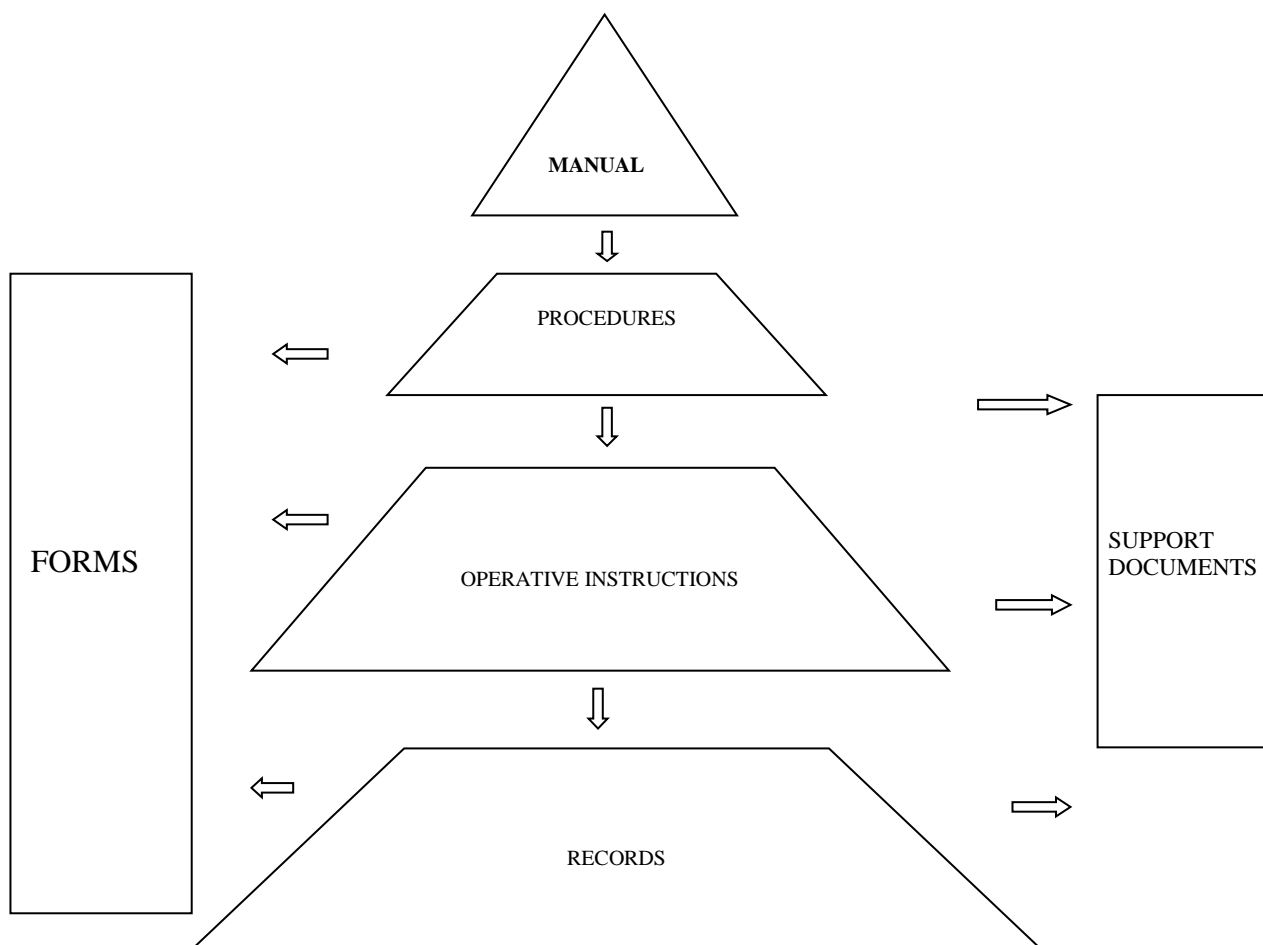 MANUAL
PROCEDURES
FORMS
OPERATIVE INSTRUCTIONS
SUPPORT
DOCUMENTS
RECORDS